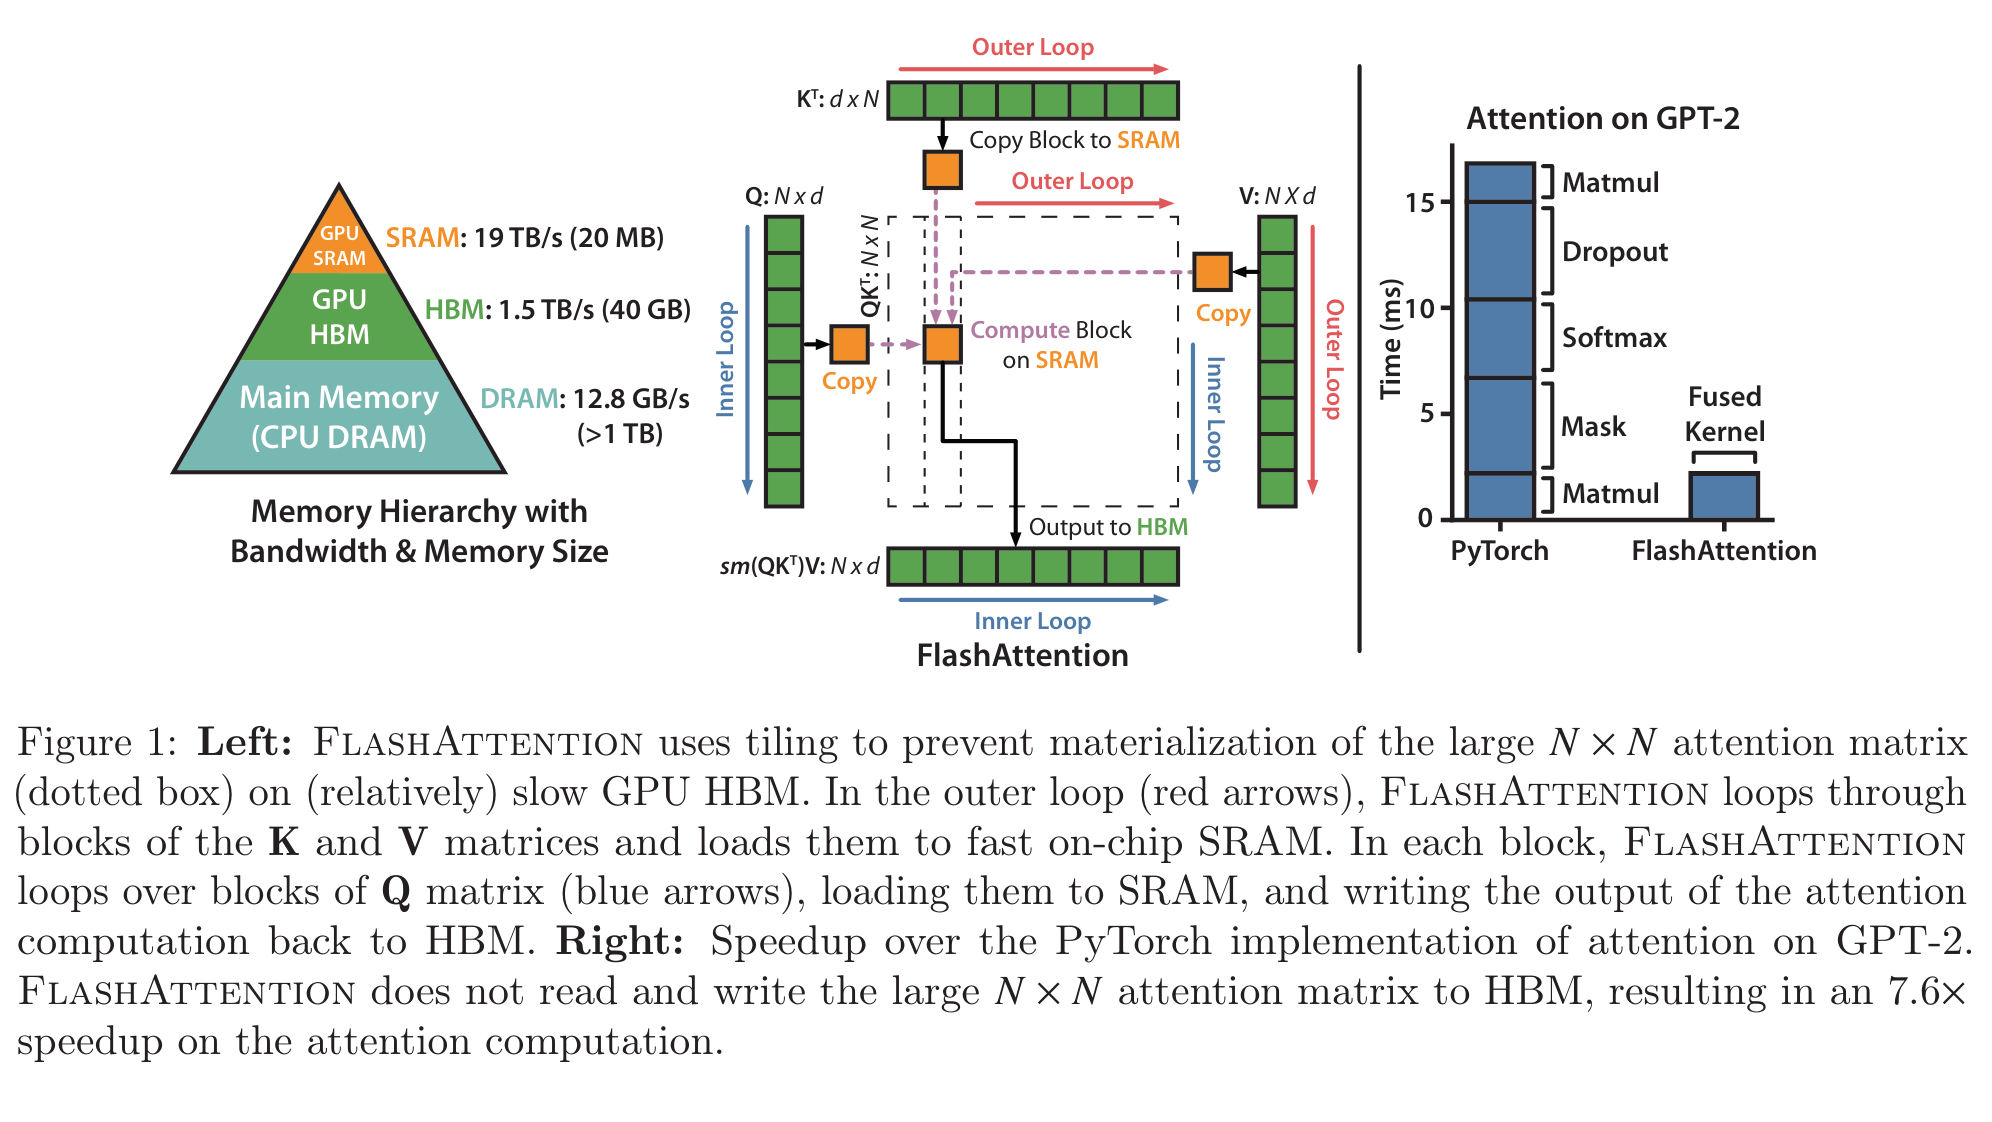 GPU
SRAM
GPU
HBM
Main Memory
(CPU DRAM)
SRAM: 19 TB/s (20 MB)
HBM: 1.5 TB/s (40 GB)
DRAM: 12.8 GB/s
(>1 TB)
Memory Hierarchy with
Bandwidth & Memory Size
Outer Loop
Kᵀ: d x N
Copy Block to SRAM
Outer Loop
Q: N x d
V: N X d
QKᵀ: N x N
Inner Loop
Copy
Compute Block
on SRAM
Copy
Inner Loop
Outer Loop
Output to HBM
sm(QKᵀ)V: N x d
Inner Loop
FlashAttention
Attention on GPT-2
Time (ms)
15
10
5
0
Matmul
Dropout
Softmax
Mask
Matmul
Fused
Kernel
PyTorch
FlashAttention
Figure 1: Left: FLASHATTENTION uses tiling to prevent materialization of the large N × N attention matrix
(dotted box) on (relatively) slow GPU HBM. In the outer loop (red arrows), FLASHATTENTION loops through
blocks of the K and V matrices and loads them to fast on-chip SRAM. In each block, FLASHATTENTION
loops over blocks of Q matrix (blue arrows), loading them to SRAM, and writing the output of the attention
computation back to HBM. Right: Speedup over the PyTorch implementation of attention on GPT-2.
FLASHATTENTION does not read and write the large N × N attention matrix to HBM, resulting in an 7.6×
speedup on the attention computation.